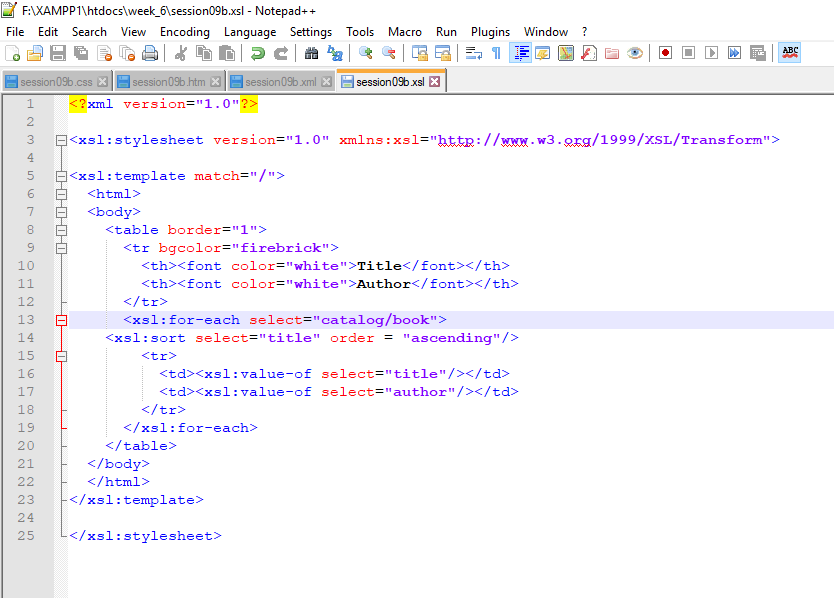 F:\XAMPP1\htdocs\week_6\session09b.xsl - Notepad++
File Edit Search View Encoding Language Settings Tools Macro Run Plugins Window ?
ABC
session09b.css session09b.htm session09b.xml session09b.xsl
1 <?xml version="1.0"?>
2
3 <xsl:stylesheet version="1.0" xmlns:xsl="http://www.w3.org/1999/XSL/Transform">
4
5 <xsl:template match="/">
6 <html>
7 <body>
8 <table border="1">
9 <tr bgcolor="firebrick">
10 <th><font color="white">Title</font></th>
11 <th><font color="white">Author</font></th>
12 </tr>
13 <xsl:for-each select="catalog/book">
14 <xsl:sort select="title" order = "ascending"/>
15 <tr>
16 <td><xsl:value-of select="title"/></td>
17 <td><xsl:value-of select="author"/></td>
18 </tr>
19 </xsl:for-each>
20 </table>
21 </body>
22 </html>
23 </xsl:template>
24
25 </xsl:stylesheet>